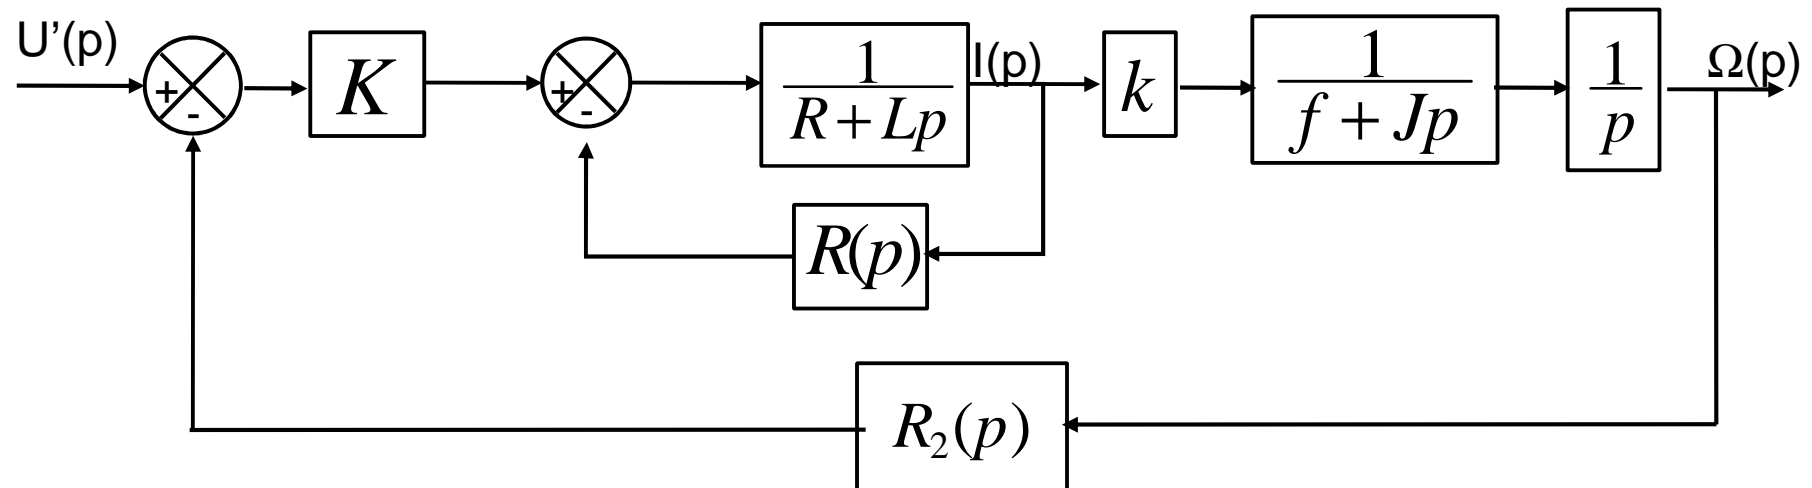 U'(p)
+
-
K
+
-
1
R + Lp
I(p)
k
1
f + Jp
1
p
Ω(p)
R(p)
R₂(p)